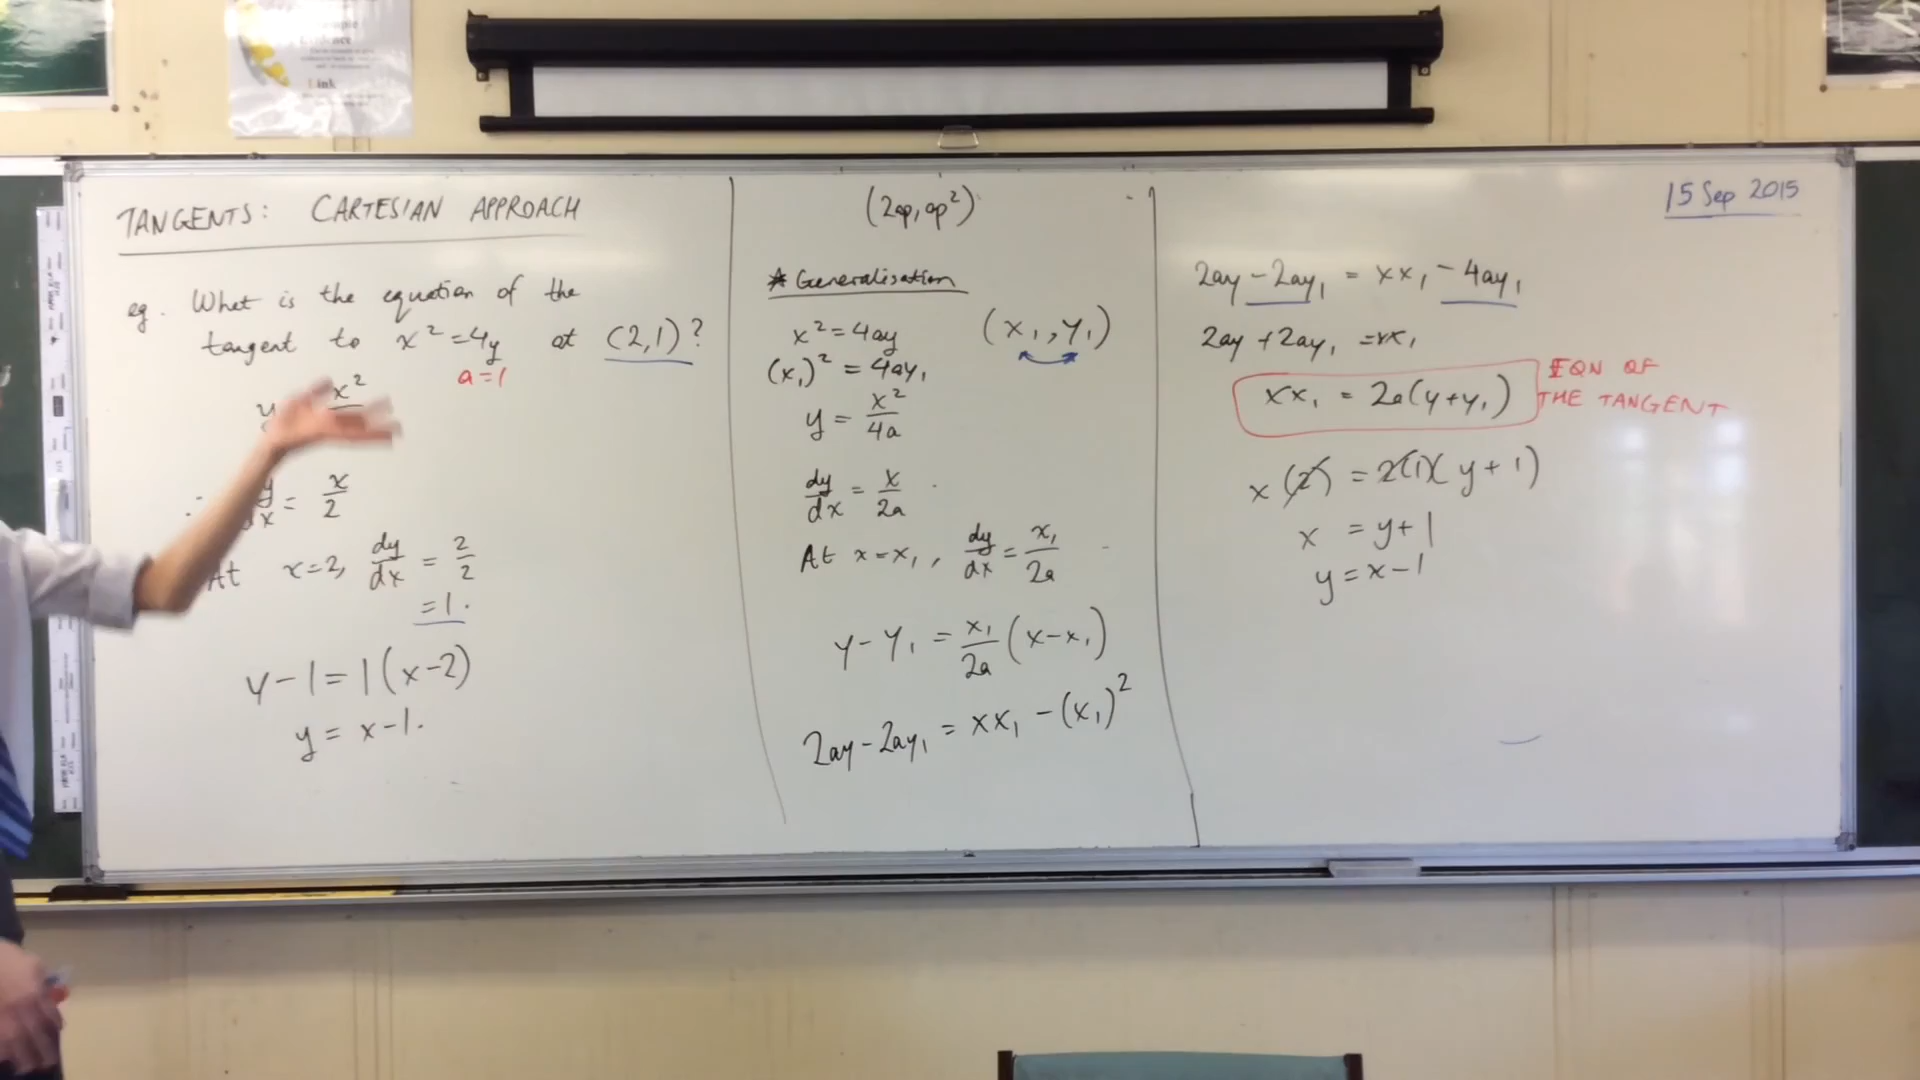 Evidence
Link
TANGENTS: CARTESIAN APPROACH
eg. What is the equation of the
tangent to x² = 4y at (2,1)?
a=1
y x²
y/x = x/2
At x=2, dy/dx = 2/2
= 1.
y-1 = 1(x-2)
y = x-1.
(2ap, ap²)
* Generalisation
x² = 4ay (x₁, y₁)
(x₁)² = 4ay₁
y = x²/4a
dy/dx = x/2a
At x = x₁, dy/dx = x₁/2a
y - y₁ = x₁/2a (x - x₁)
2ay - 2ay₁ = xx₁ - (x₁)²
15 Sep 2015
2ay - 2ay₁ = xx₁ - 4ay₁
2ay + 2ay₁ = xx₁
xx₁ = 2a(y+y₁) EQN OF
THE TANGENT
x(2) = 2(1)(y+1)
x = y+1
y = x-1